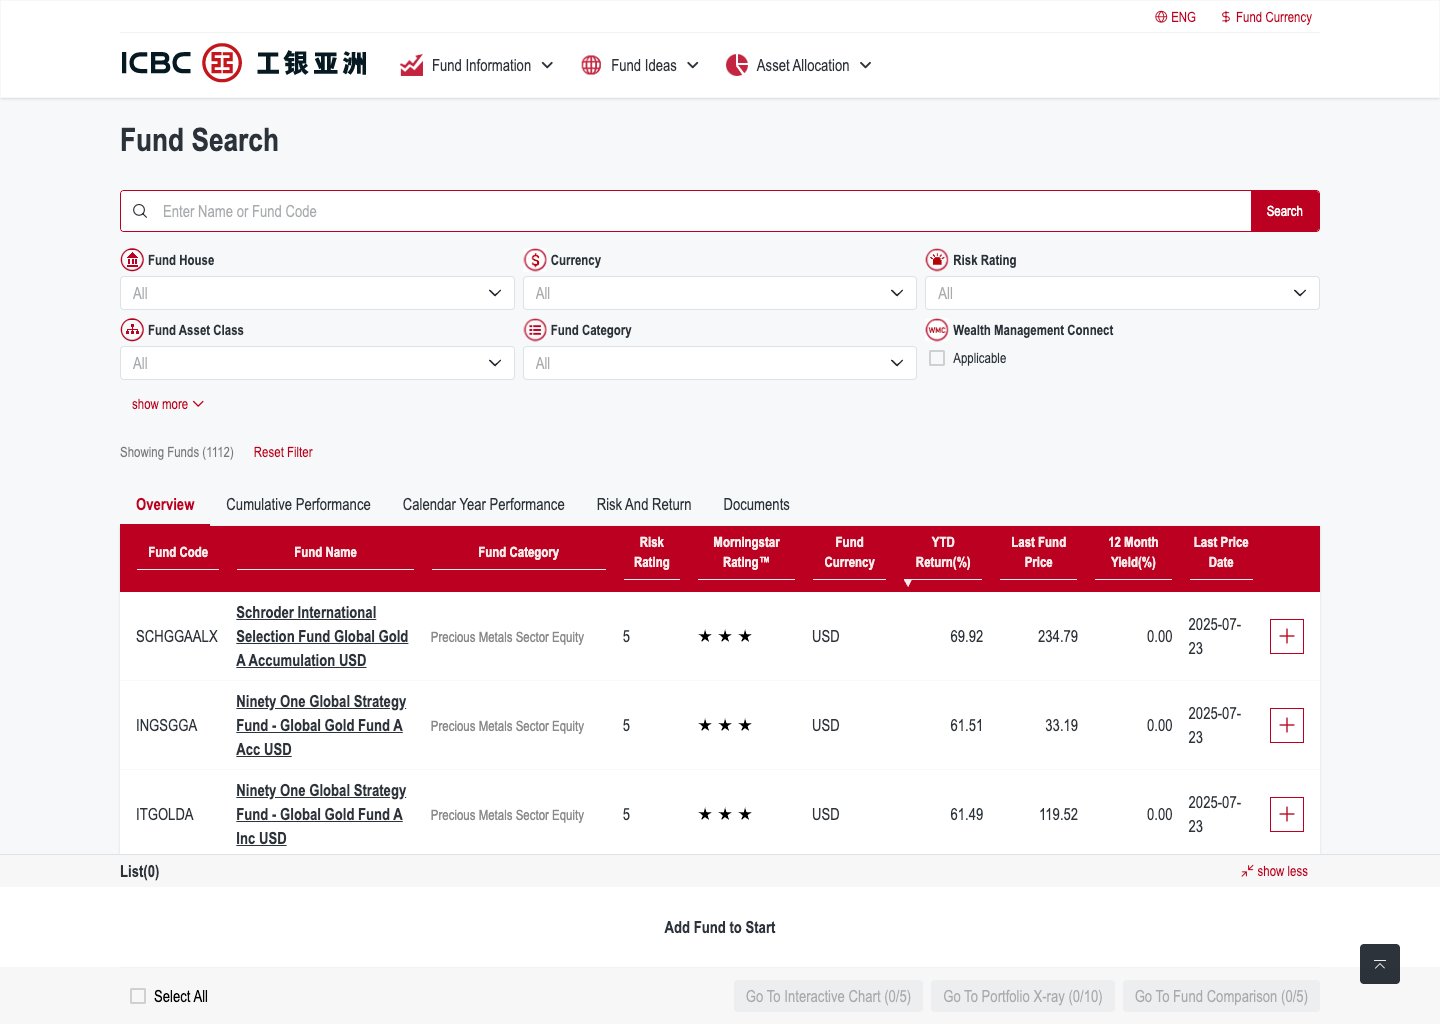 ENG
Fund Currency
ICBC 工银亚洲
Fund Information
Fund Ideas
Asset Allocation
Fund Search
Enter Name or Fund Code
Search
Fund House
Currency
Risk Rating
All
All
All
Fund Asset Class
Fund Category
WMC Wealth Management Connect
All
All
Applicable
show more
Showing Funds (1112)
Reset Filter
Overview
Cumulative Performance
Calendar Year Performance
Risk And Return
Documents
Fund Code
Fund Name
Fund Category
Risk
Rating
Morningstar
Rating™
Fund
Currency
YTD
Return(%)
Last Fund
Price
12 Month
Yield(%)
Last Price
Date
SCHGGAALX
Schroder International
Selection Fund Global Gold
A Accumulation USD
Precious Metals Sector Equity
5
★ ★ ★
USD
69.92
234.79
0.00
2025-07-
23
INGSGGA
Ninety One Global Strategy
Fund - Global Gold Fund A
Acc USD
Precious Metals Sector Equity
5
★ ★ ★
USD
61.51
33.19
0.00
2025-07-
23
ITGOLDA
Ninety One Global Strategy
Fund - Global Gold Fund A
Inc USD
Precious Metals Sector Equity
5
★ ★ ★
USD
61.49
119.52
0.00
2025-07-
23
List(0)
show less
Add Fund to Start
Select All
Go To Interactive Chart (0/5)
Go To Portfolio X-ray (0/10)
Go To Fund Comparison (0/5)